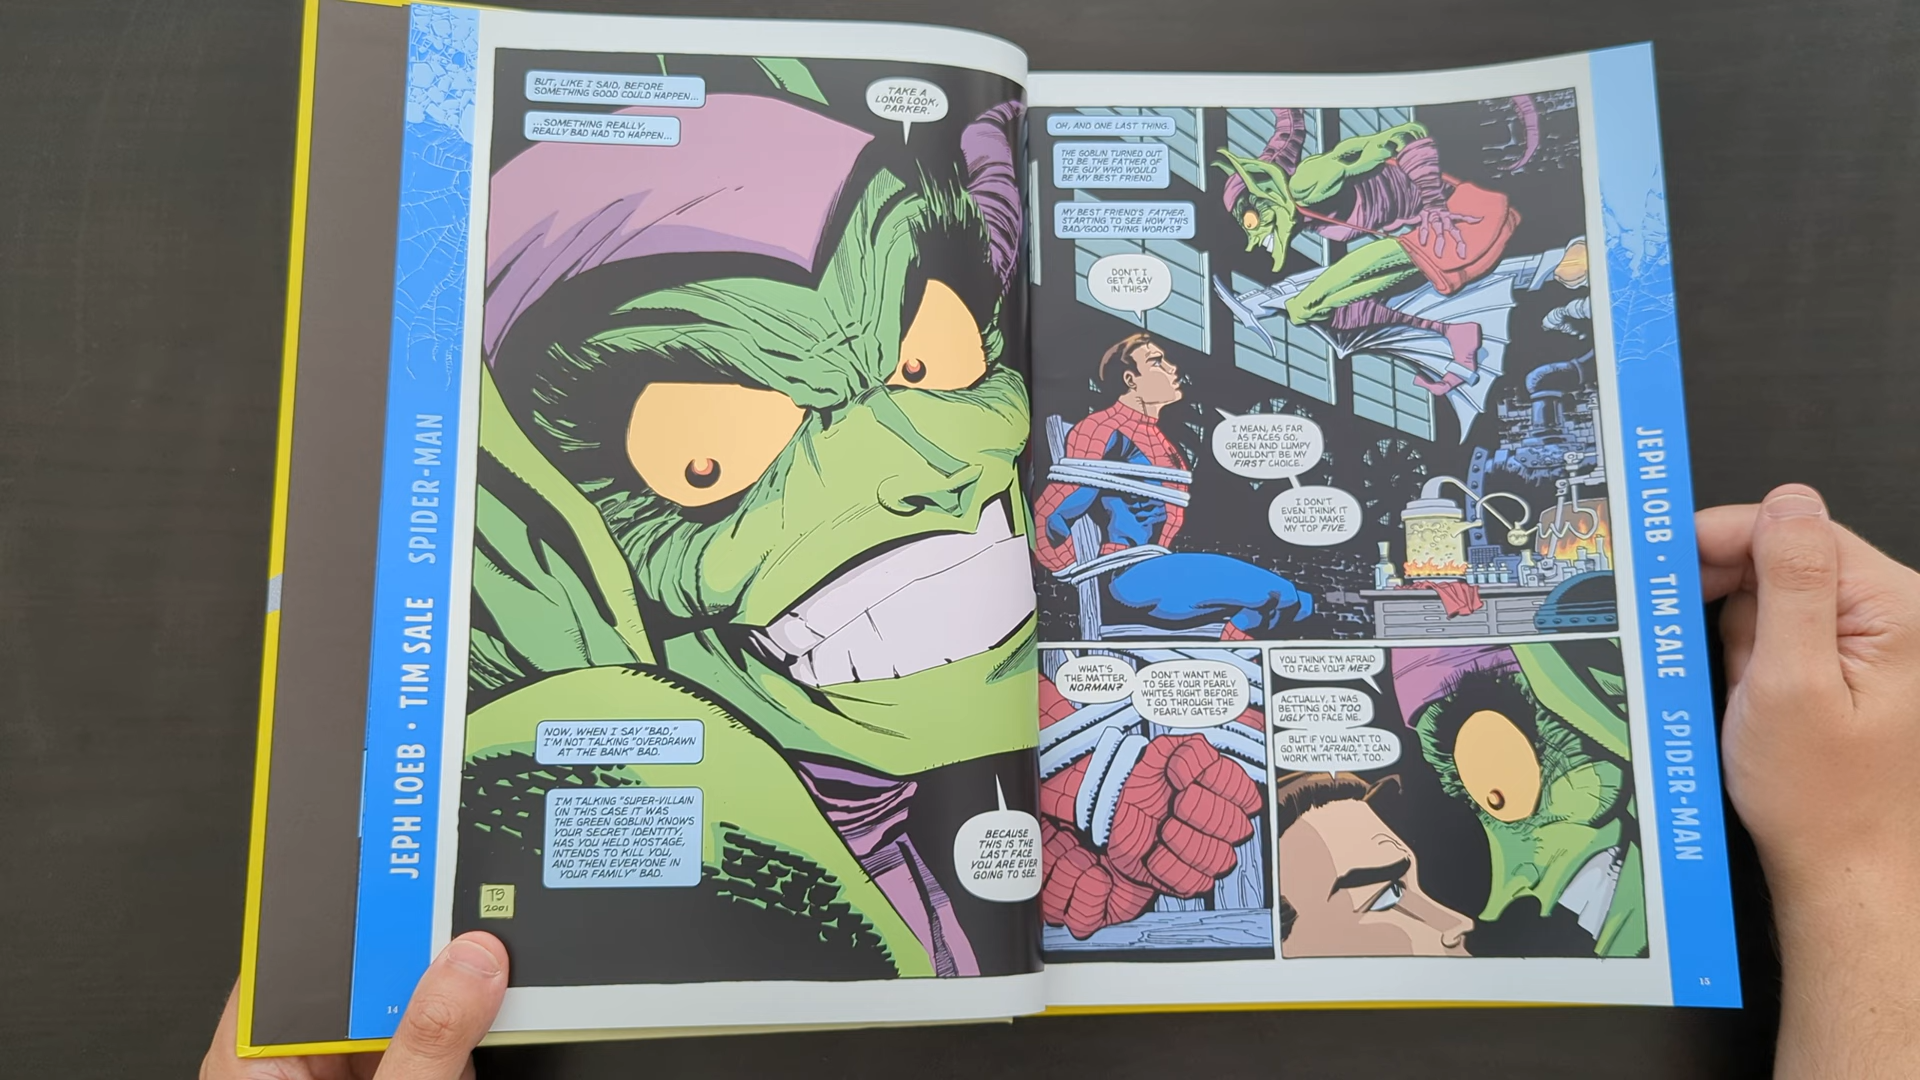 BUT, LIKE I SAID, BEFORE
SOMETHING GOOD COULD HAPPEN...
...SOMETHING REALLY,
REALLY BAD HAD TO HAPPEN...
TAKE A
LONG LOOK,
PARKER.
NOW, WHEN I SAY "BAD,"
I'M NOT TALKING "OVERDRAWN
AT THE BANK" BAD.
I'M TALKING "SUPER-VILLAIN
(IN THIS CASE IT WAS
THE GREEN GOBLIN) KNOWS
YOUR SECRET IDENTITY,
HAS YOU HELD HOSTAGE,
INTENDS TO KILL YOU,
AND THEN EVERYONE IN
YOUR FAMILY" BAD.
BECAUSE
THIS IS THE
LAST FACE
YOU ARE EVER
GOING TO SEE.
TS
2001
JEPH LOEB • TIM SALE SPIDER-MAN
14
OH, AND ONE LAST THING.
THE GOBLIN TURNED OUT
TO BE THE FATHER OF
THE GUY WHO WOULD
BE MY BEST FRIEND.
MY BEST FRIEND'S FATHER.
STARTING TO SEE HOW THIS
BAD/GOOD THING WORKS?
DON'T I
GET A SAY
IN THIS?
I MEAN, AS FAR
AS FACES GO,
GREEN AND LUMPY
WOULDN'T BE MY
FIRST CHOICE.
I DON'T
EVEN THINK IT
WOULD MAKE
MY TOP FIVE.
WHAT'S
THE MATTER,
NORMAN?
DON'T WANT ME
TO SEE YOUR PEARLY
WHITES RIGHT BEFORE
I GO THROUGH THE
PEARLY GATES?
YOU THINK I'M AFRAID
TO FACE YOU? ME?
ACTUALLY, I WAS
BETTING ON TOO
UGLY TO FACE ME.
BUT IF YOU WANT TO
GO WITH "AFRAID," I CAN
WORK WITH THAT, TOO.
JEPH LOEB • TIM SALE SPIDER-MAN
15